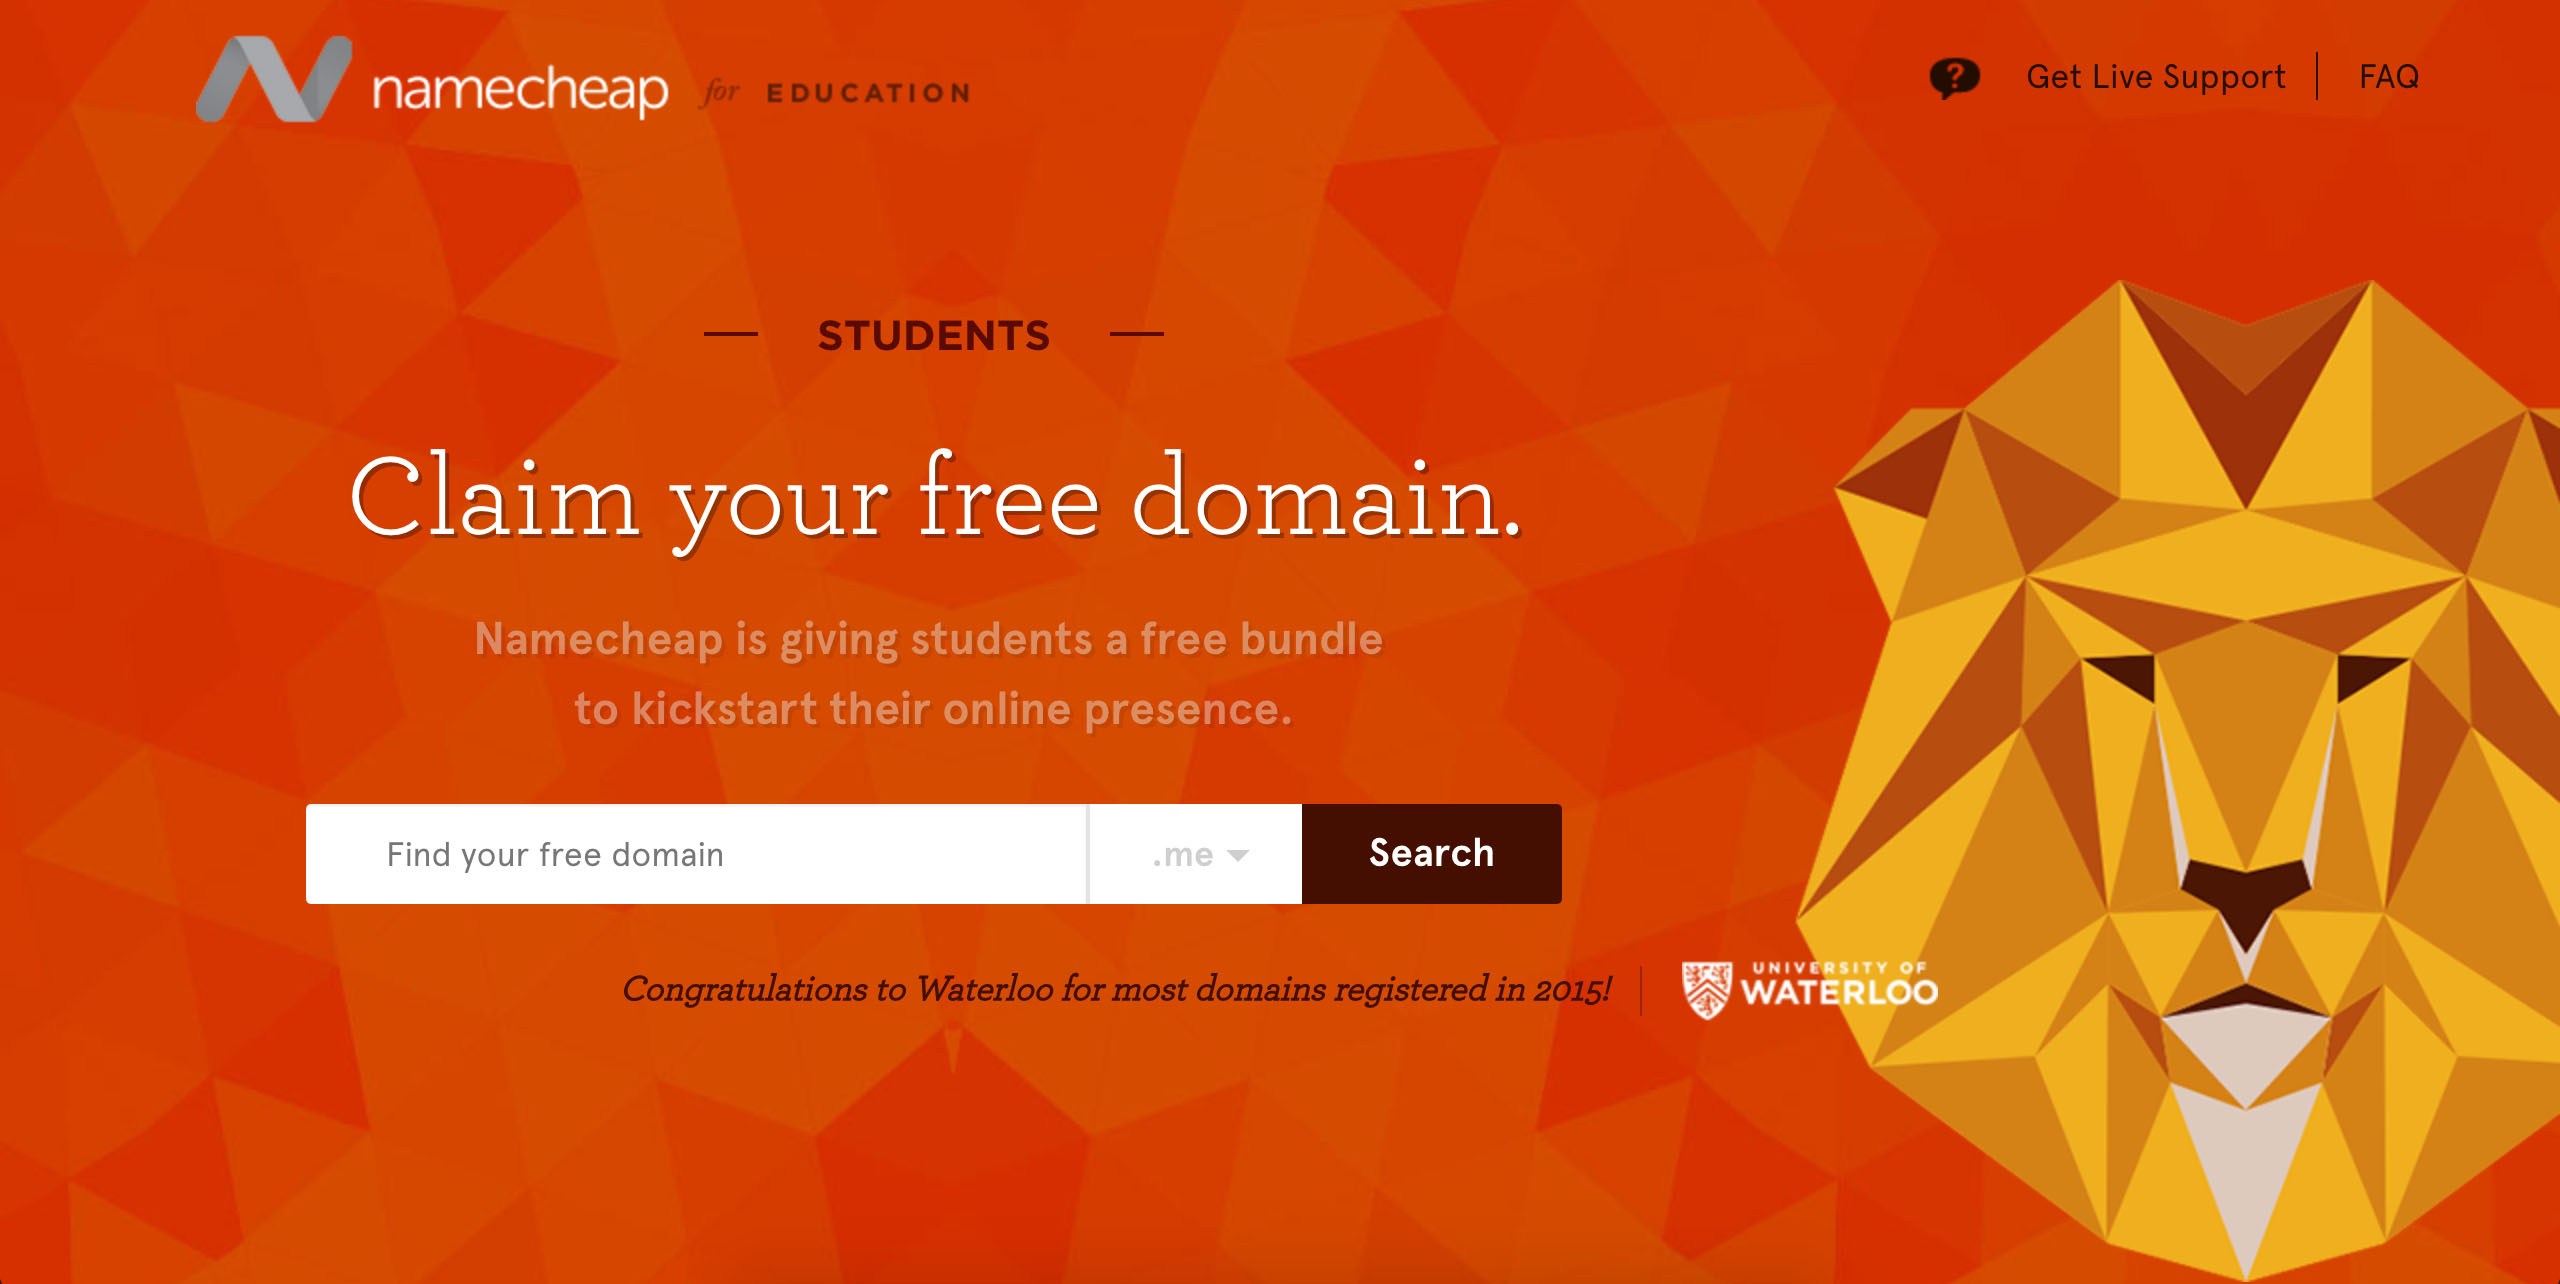 namecheap for EDUCATION
Get Live Support
FAQ
STUDENTS
Claim your free domain.
Namecheap is giving students a free bundle
to kickstart their online presence.
Find your free domain
.me
Search
Congratulations to Waterloo for most domains registered in 2015!
UNIVERSITY OF
WATERLOO